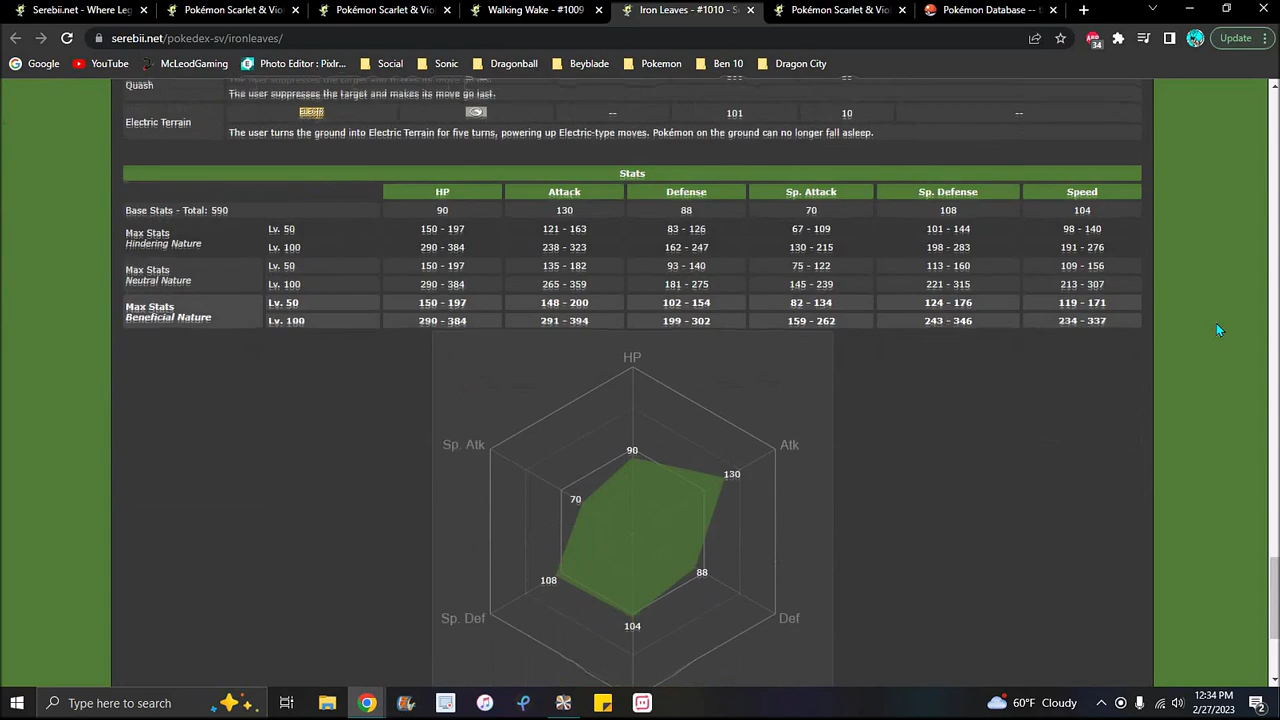 Serebii.net - Where Leg
Pokémon Scarlet & Vio
Pokémon Scarlet & Vio
Walking Wake - #1009
Iron Leaves - #1010 - S
Pokémon Scarlet & Vio
Pokémon Database -- t
serebii.net/pokedex-sv/ironleaves/
34
Update
Google
YouTube
McLeodGaming
Photo Editor : Pixlr...
Social
Sonic
Dragonball
Beyblade
Pokemon
Ben 10
Dragon City
Quash
The user suppresses the target and makes its move go last.
Electric Terrain
ELECTR
--
101
10
--
The user turns the ground into Electric Terrain for five turns, powering up Electric-type moves. Pokémon on the ground can no longer fall asleep.
Stats
HP Attack Defense Sp. Attack Sp. Defense Speed
Base Stats - Total: 590 90 130 88 70 108 104
Max Stats
Hindering Nature
Lv. 50 150 - 197 121 - 163 83 - 126 67 - 109 101 - 144 98 - 140
Lv. 100 290 - 384 238 - 323 162 - 247 130 - 215 198 - 283 191 - 276
Max Stats
Neutral Nature
Lv. 50 150 - 197 135 - 182 93 - 140 75 - 122 113 - 160 109 - 156
Lv. 100 290 - 384 265 - 359 181 - 275 145 - 239 221 - 315 213 - 307
Max Stats
Beneficial Nature
Lv. 50 150 - 197 148 - 200 102 - 154 82 - 134 124 - 176 119 - 171
Lv. 100 290 - 384 291 - 394 199 - 302 159 - 262 243 - 346 234 - 337
HP
Sp. Atk
Atk
90
130
70
108
88
Sp. Def
104
Def
Type here to search
60°F Cloudy
12:34 PM
2/27/2023